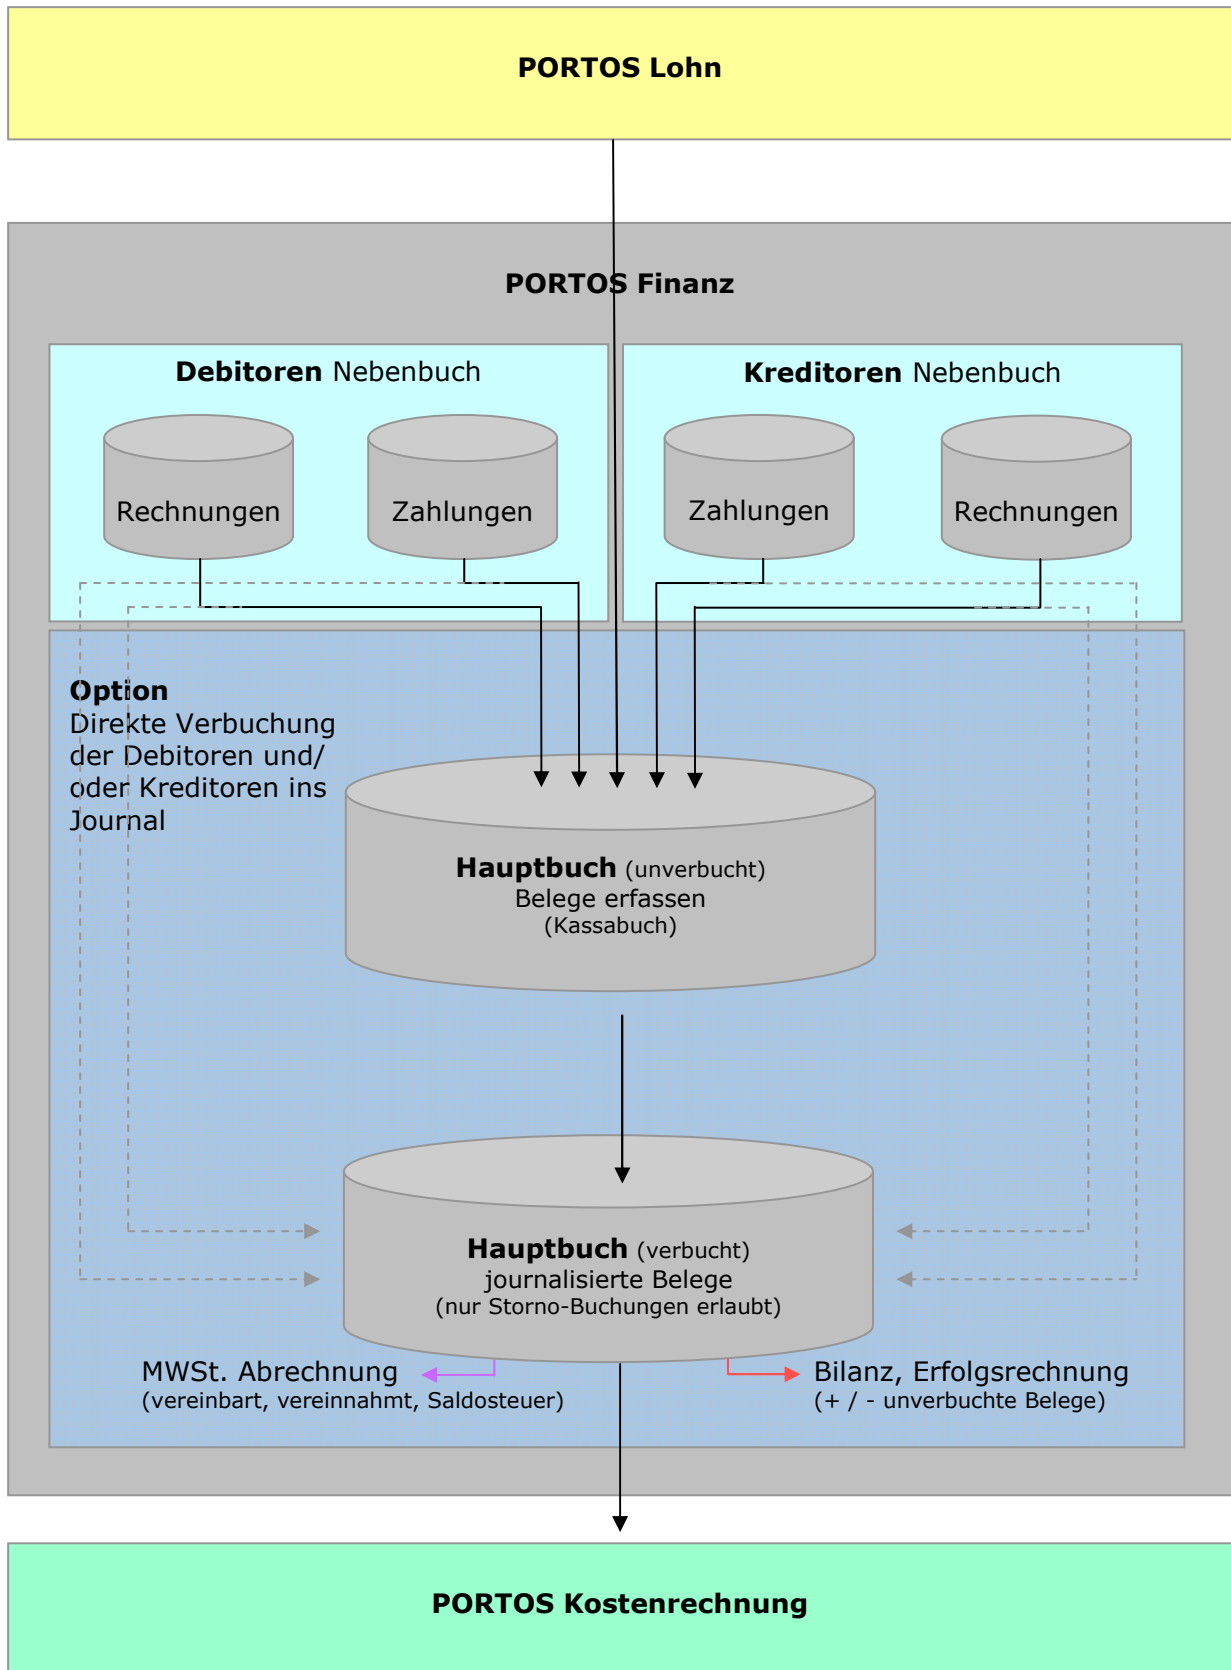 PORTOS Lohn
PORTOS Finanz
Debitoren Nebenbuch
Kreditoren Nebenbuch
Rechnungen
Zahlungen
Zahlungen
Rechnungen
Option
Direkte Verbuchung
der Debitoren und/
oder Kreditoren ins
Journal
Hauptbuch (unverbucht)
Belege erfassen
(Kassabuch)
Hauptbuch (verbucht)
journalisierte Belege
(nur Storno-Buchungen erlaubt)
MWSt. Abrechnung
(vereinbart, vereinnahmt, Saldosteuer)
Bilanz, Erfolgsrechnung
(+ / - unverbuchte Belege)
PORTOS Kostenrechnung